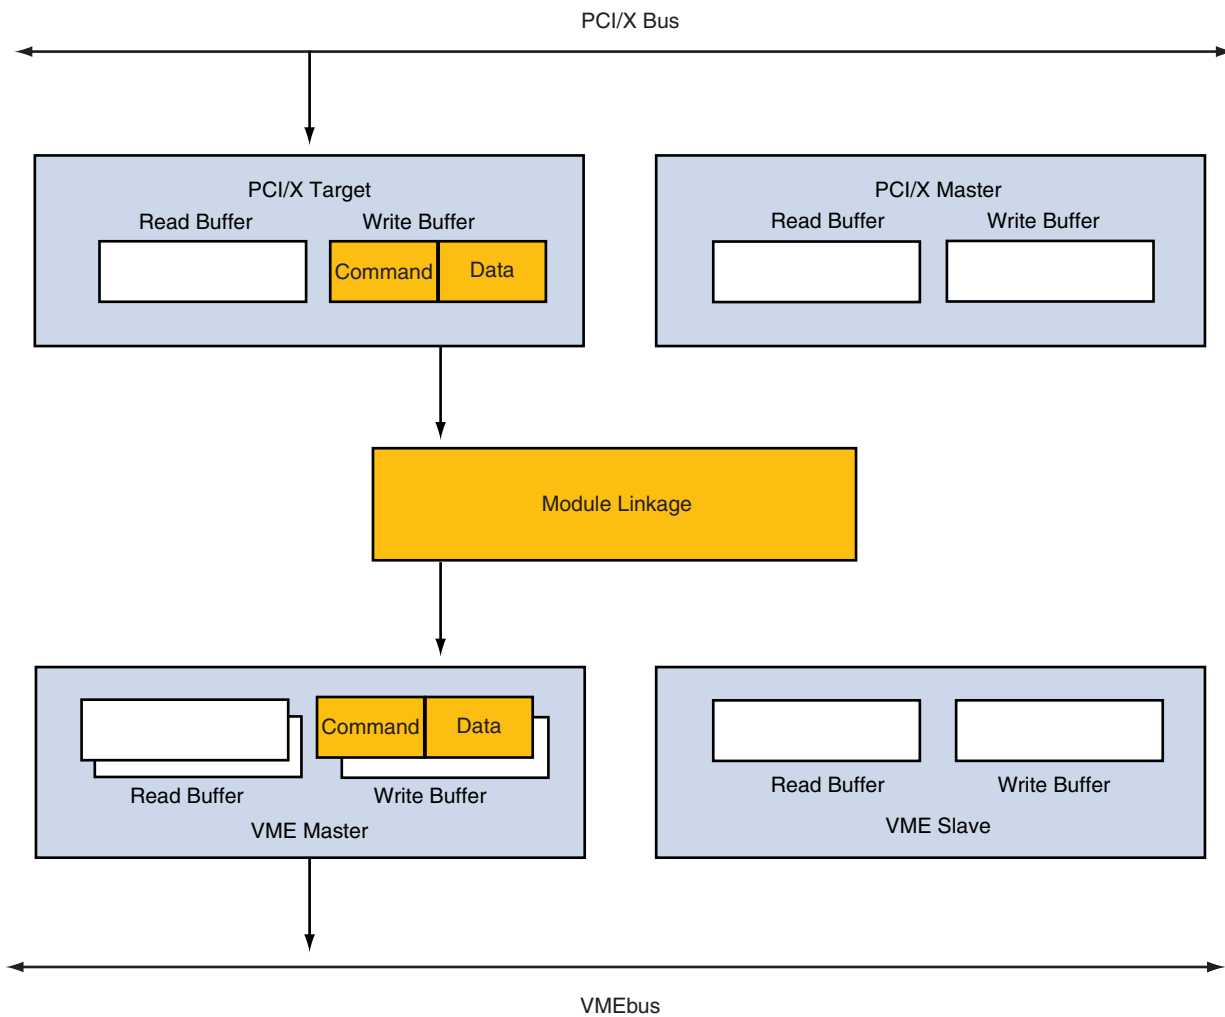 PCI/X Bus
PCI/X Target
Read Buffer
Write Buffer
Command
Data
PCI/X Master
Read Buffer
Write Buffer
Module Linkage
Command
Data
Read Buffer
Write Buffer
VME Master
Read Buffer
Write Buffer
VME Slave
VMEbus